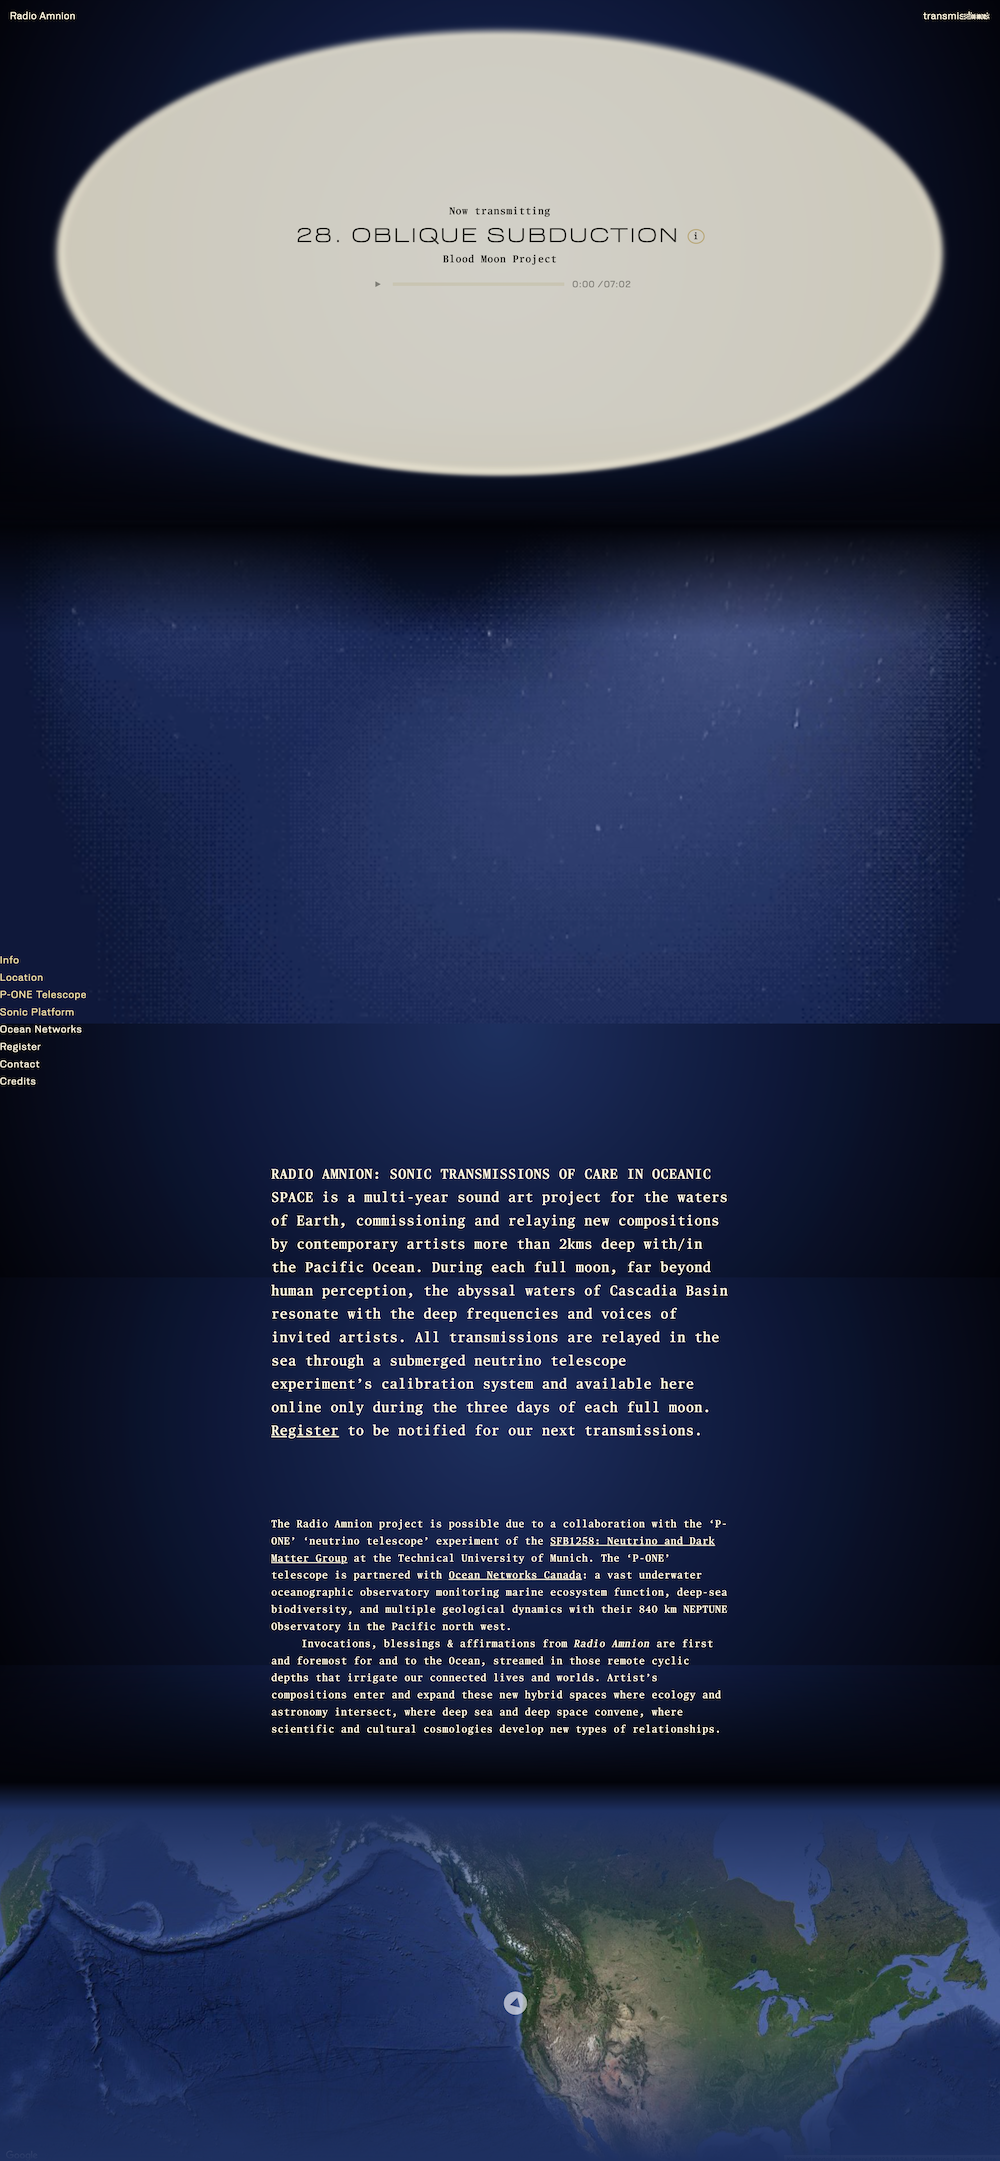 Radio Amnion
Now transmitting
28. OBLIQUE SUBDUCTION i
Blood Moon Project
0:00 /07:02
Info
Location
P-ONE Telescope
Sonic Platform
Ocean Networks
Register
Contact
Credits
RADIO AMNION: SONIC TRANSMISSIONS OF CARE IN OCEANIC
SPACE is a multi-year sound art project for the waters
of Earth, commissioning and relaying new compositions
by contemporary artists more than 2kms deep with/in
the Pacific Ocean. During each full moon, far beyond
human perception, the abyssal waters of Cascadia Basin
resonate with the deep frequencies and voices of
invited artists. All transmissions are relayed in the
sea through a submerged neutrino telescope
experiment’s calibration system and available here
online only during the three days of each full moon.
Register to be notified for our next transmissions.
The Radio Amnion project is possible due to a collaboration with the ‘P-
ONE’ ‘neutrino telescope’ experiment of the SFB1258: Neutrino and Dark
Matter Group at the Technical University of Munich. The ‘P-ONE’
telescope is partnered with Ocean Networks Canada: a vast underwater
oceanographic observatory monitoring marine ecosystem function, deep-sea
biodiversity, and multiple geological dynamics with their 840 km NEPTUNE
Observatory in the Pacific north west.
Invocations, blessings & affirmations from Radio Amnion are first
and foremost for and to the Ocean, streamed in those remote cyclic
depths that irrigate our connected lives and worlds. Artist’s
compositions enter and expand these new hybrid spaces where ecology and
astronomy intersect, where deep sea and deep space convene, where
scientific and cultural cosmologies develop new types of relationships.
Google